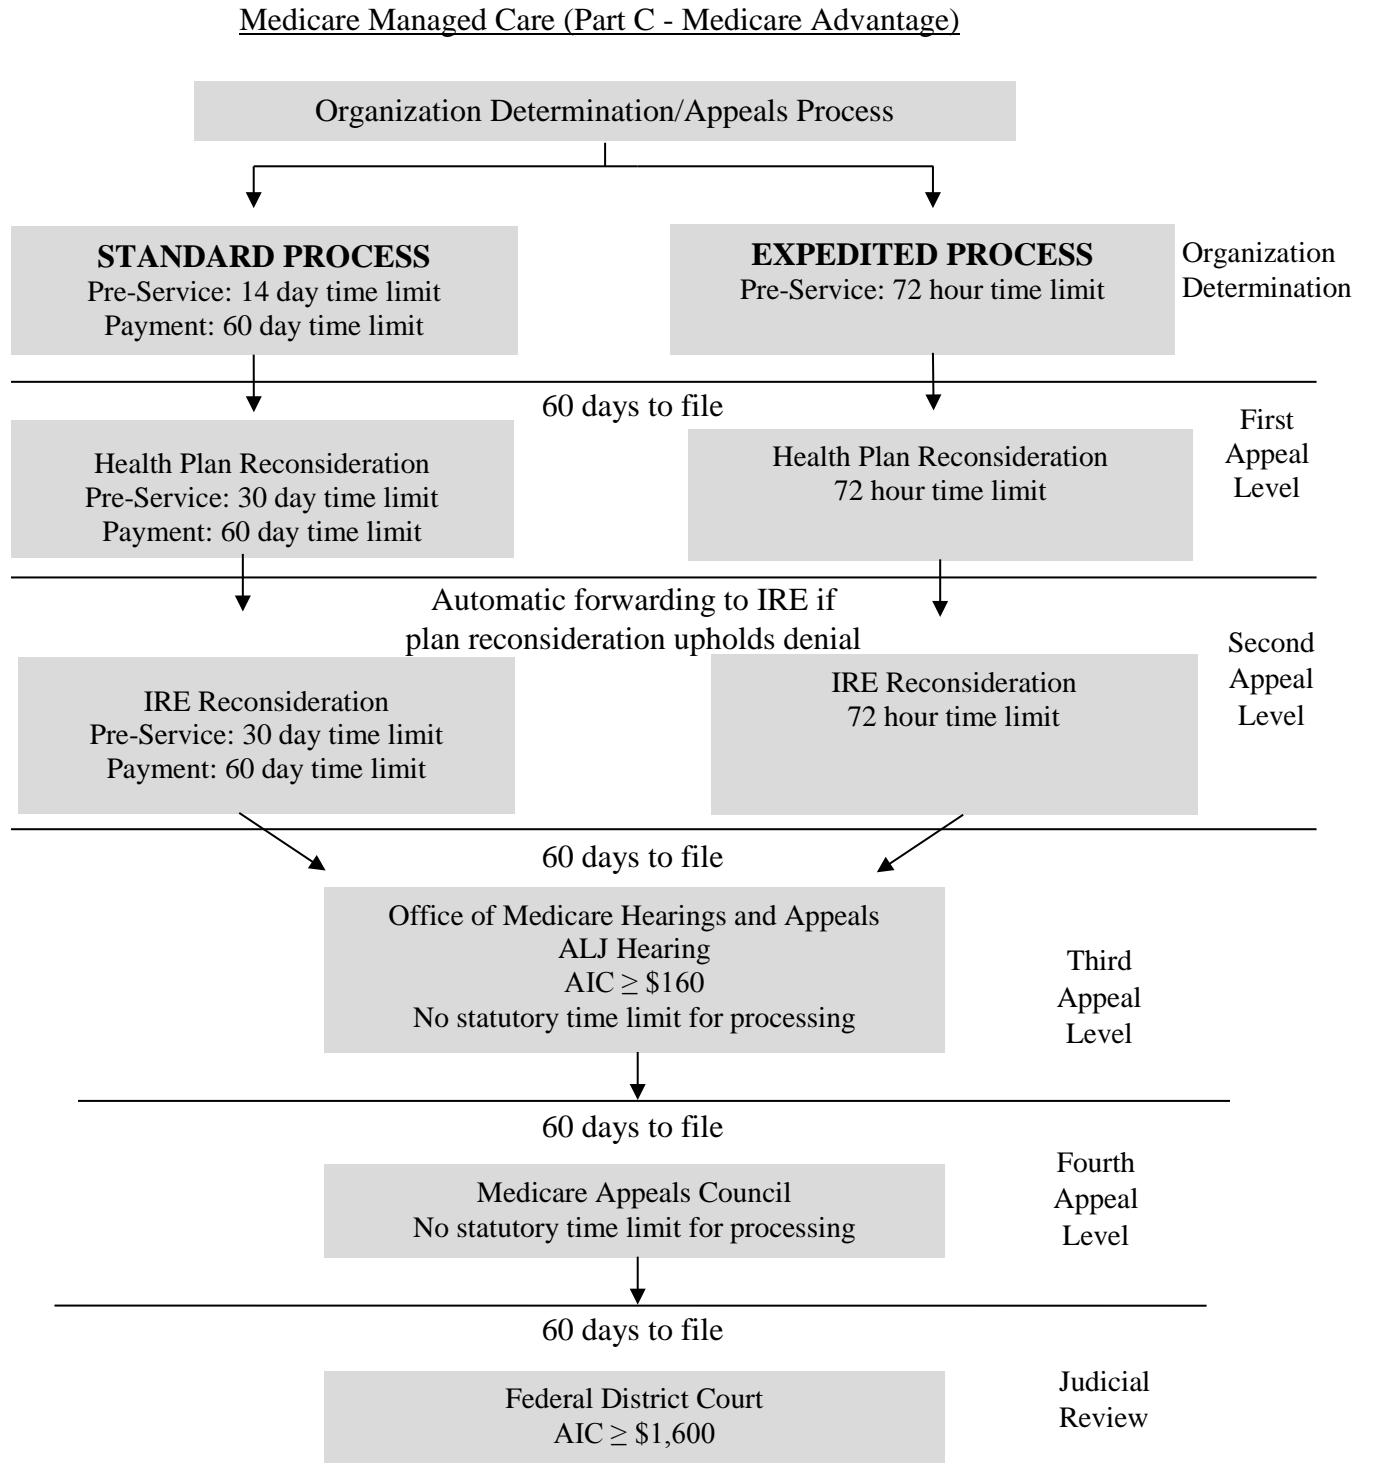 Medicare Managed Care (Part C - Medicare Advantage)
Organization Determination/Appeals Process
STANDARD PROCESS
Pre-Service: 14 day time limit
Payment: 60 day time limit
EXPEDITED PROCESS
Pre-Service: 72 hour time limit
Organization
Determination
60 days to file
Health Plan Reconsideration
Pre-Service: 30 day time limit
Payment: 60 day time limit
Health Plan Reconsideration
72 hour time limit
First
Appeal
Level
Automatic forwarding to IRE if
plan reconsideration upholds denial
IRE Reconsideration
Pre-Service: 30 day time limit
Payment: 60 day time limit
IRE Reconsideration
72 hour time limit
Second
Appeal
Level
60 days to file
Office of Medicare Hearings and Appeals
ALJ Hearing
AIC ≥ $160
No statutory time limit for processing
Third
Appeal
Level
60 days to file
Medicare Appeals Council
No statutory time limit for processing
Fourth
Appeal
Level
60 days to file
Federal District Court
AIC ≥ $1,600
Judicial
Review